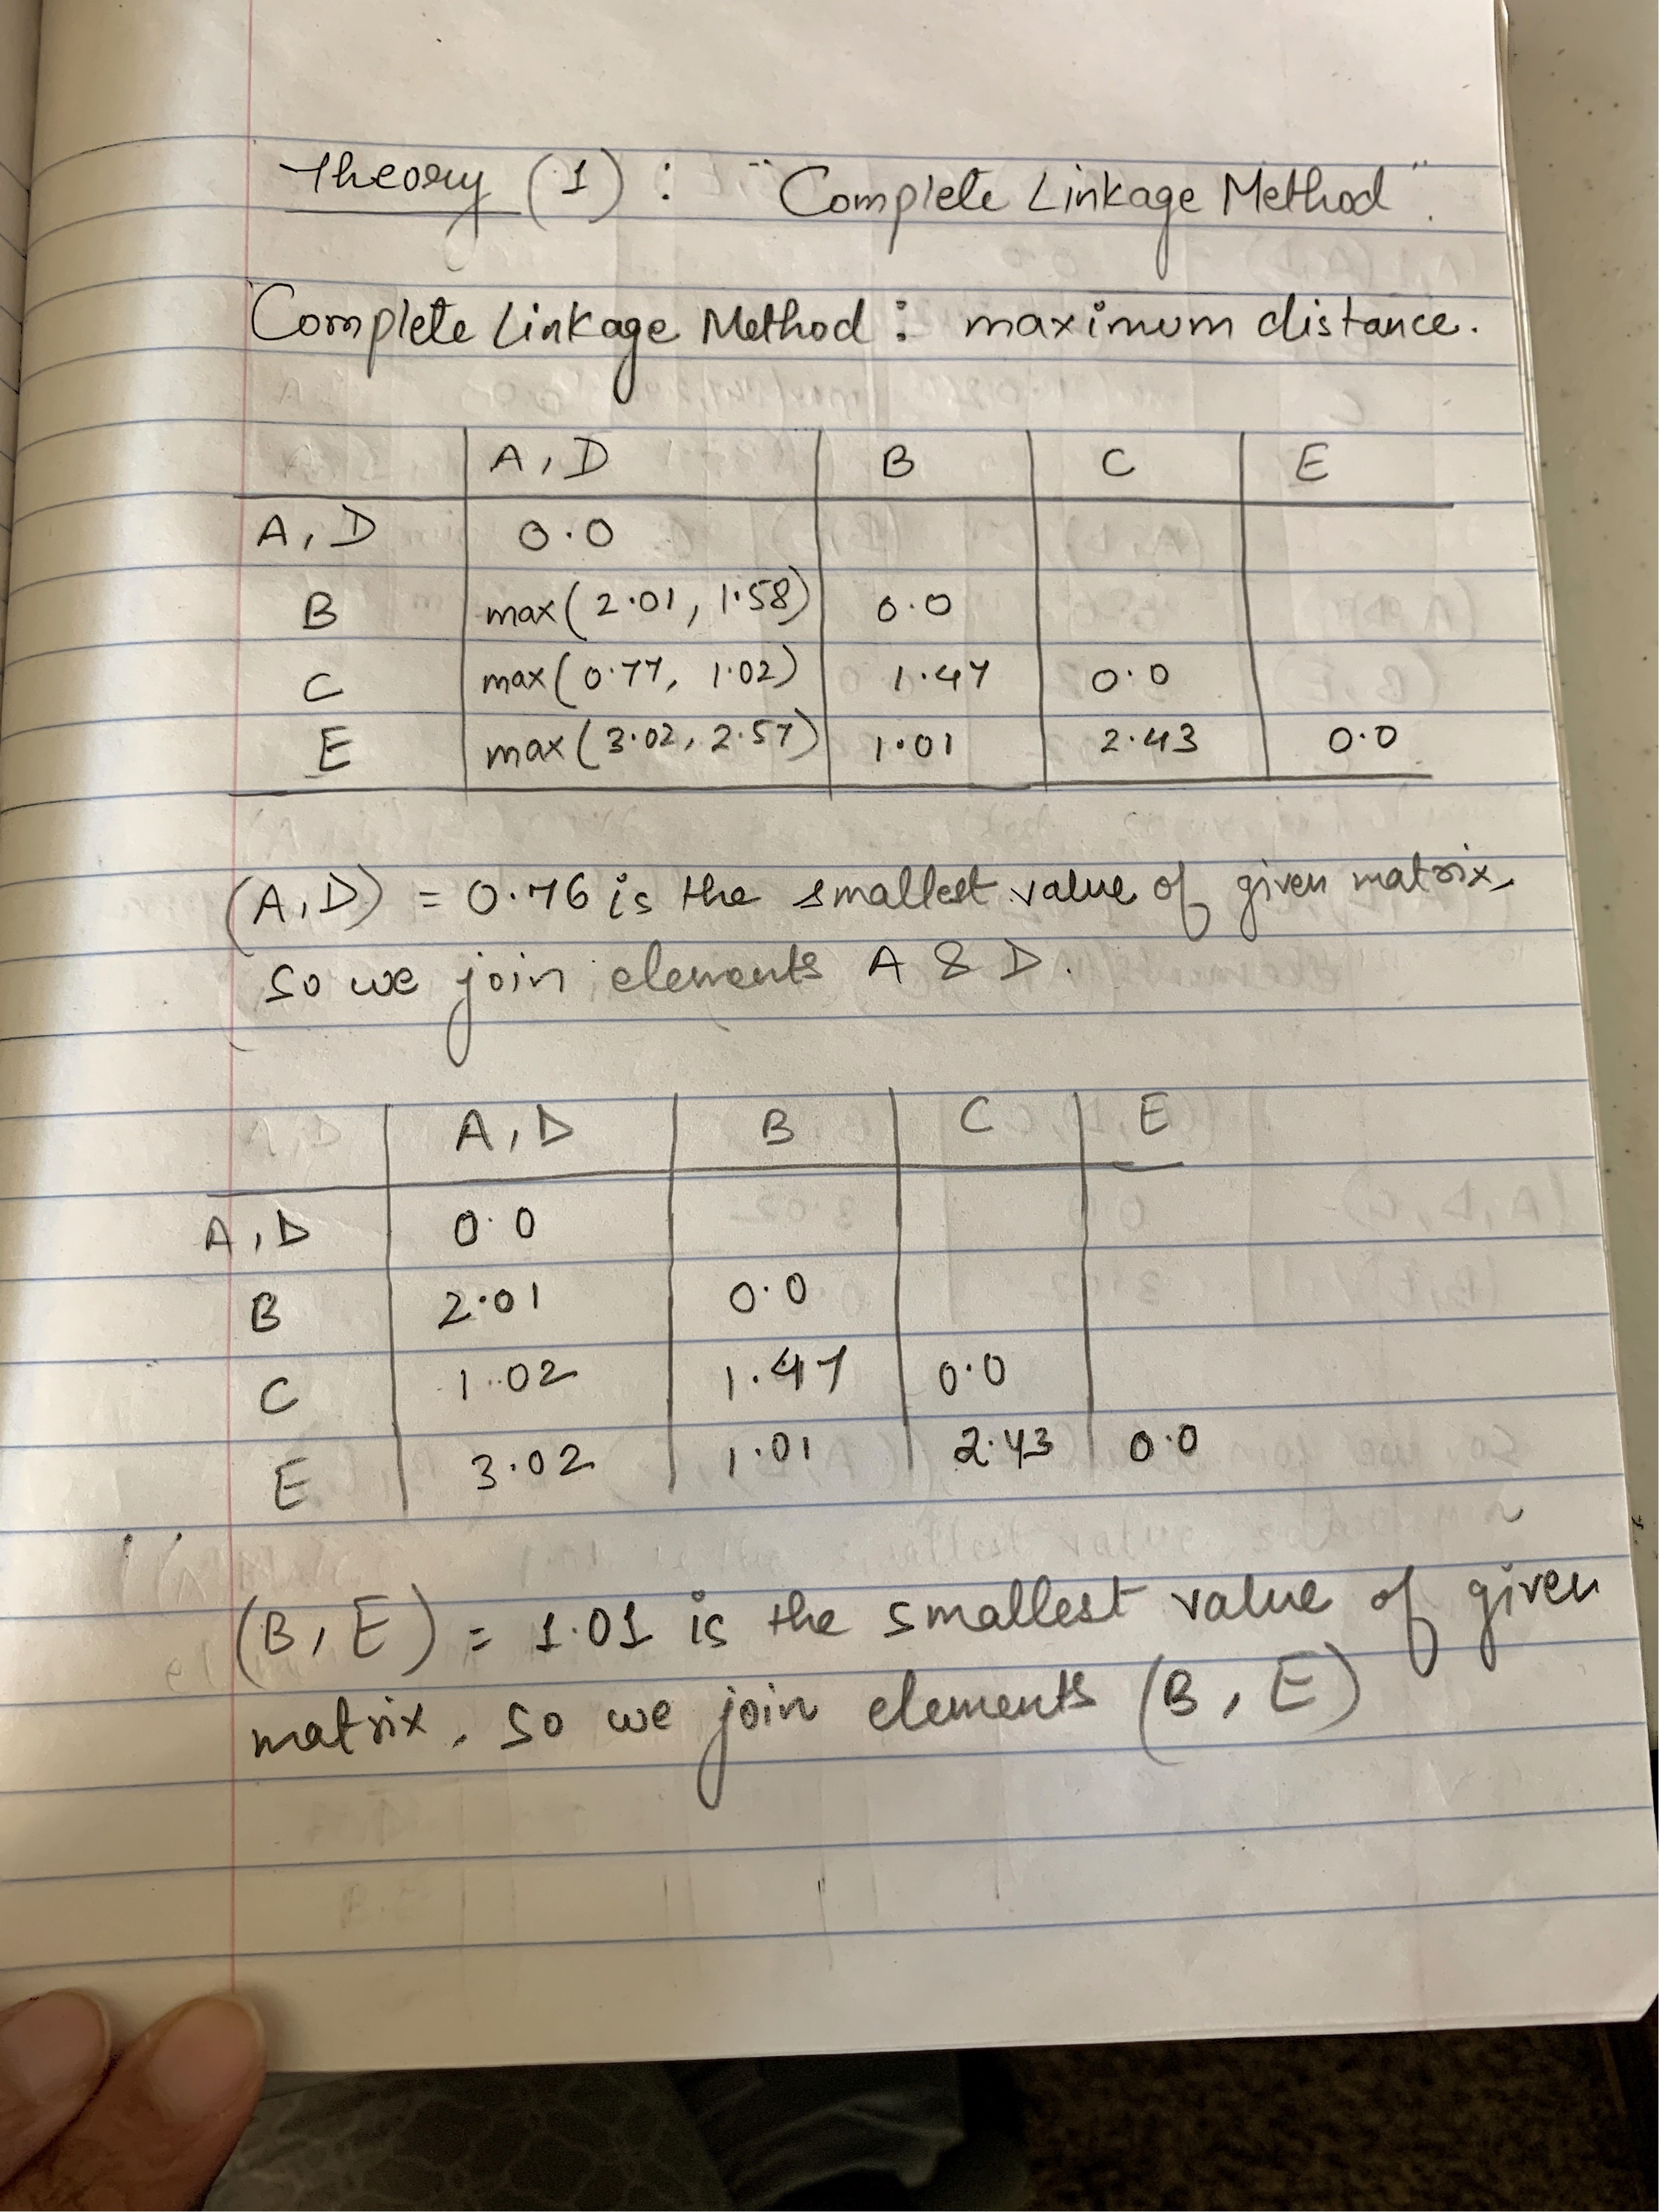 Theory (1) : "Complete Linkage Method".
Complete Linkage Method : maximum distance.
A, D B C E
A, D 0.0
B max(2.01, 1.58) 0.0
C max(0.77, 1.02) 1.47 0.0
E max(3.02, 2.57) 1.01 2.43 0.0
(A, D) = 0.76 is the smallest value of given matrix,
so we join elements A & D.
A, D B C E
A, D 0.0
B 2.01 0.0
C 1.02 1.47 0.0
E 3.02 1.01 2.43 0.0
(B, E) = 1.01 is the smallest value of given
matrix. So we join elements (B, E)